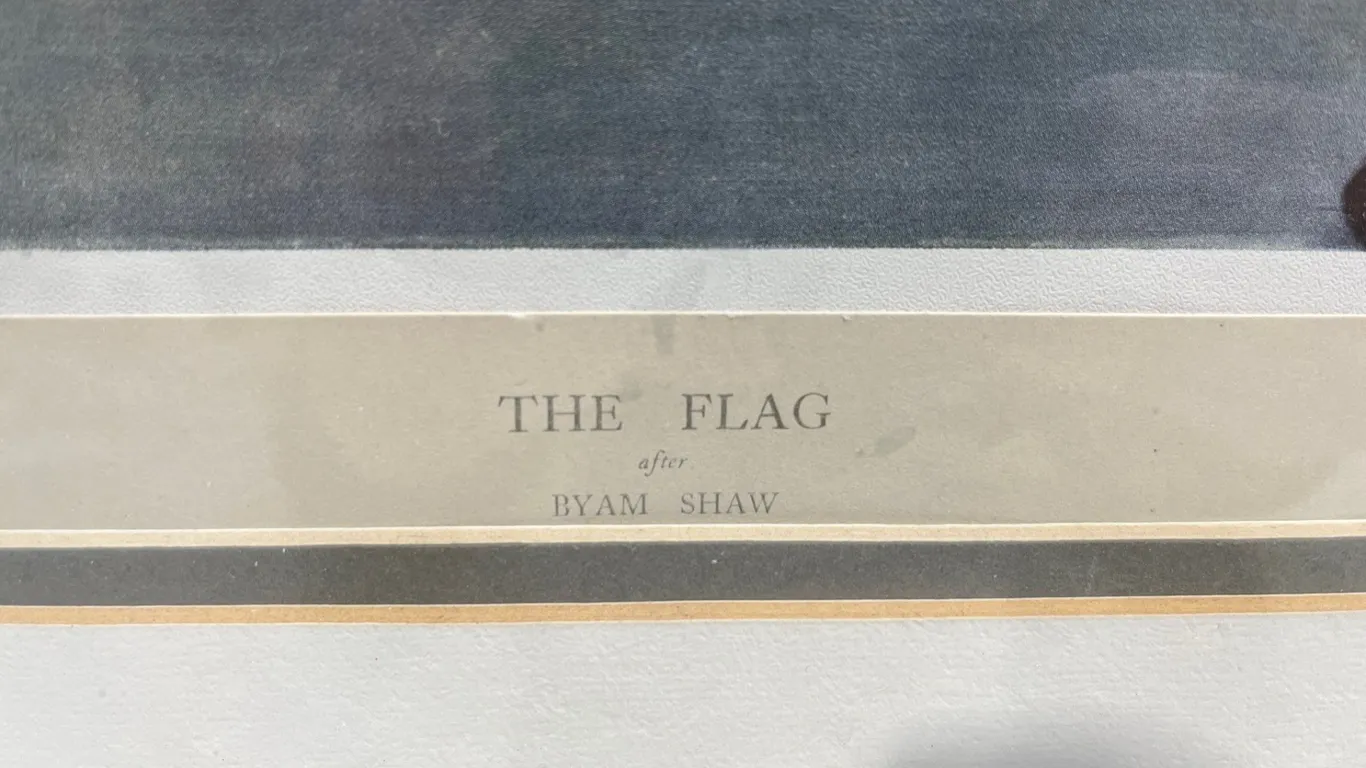 THE FLAG
after
BYAM SHAW